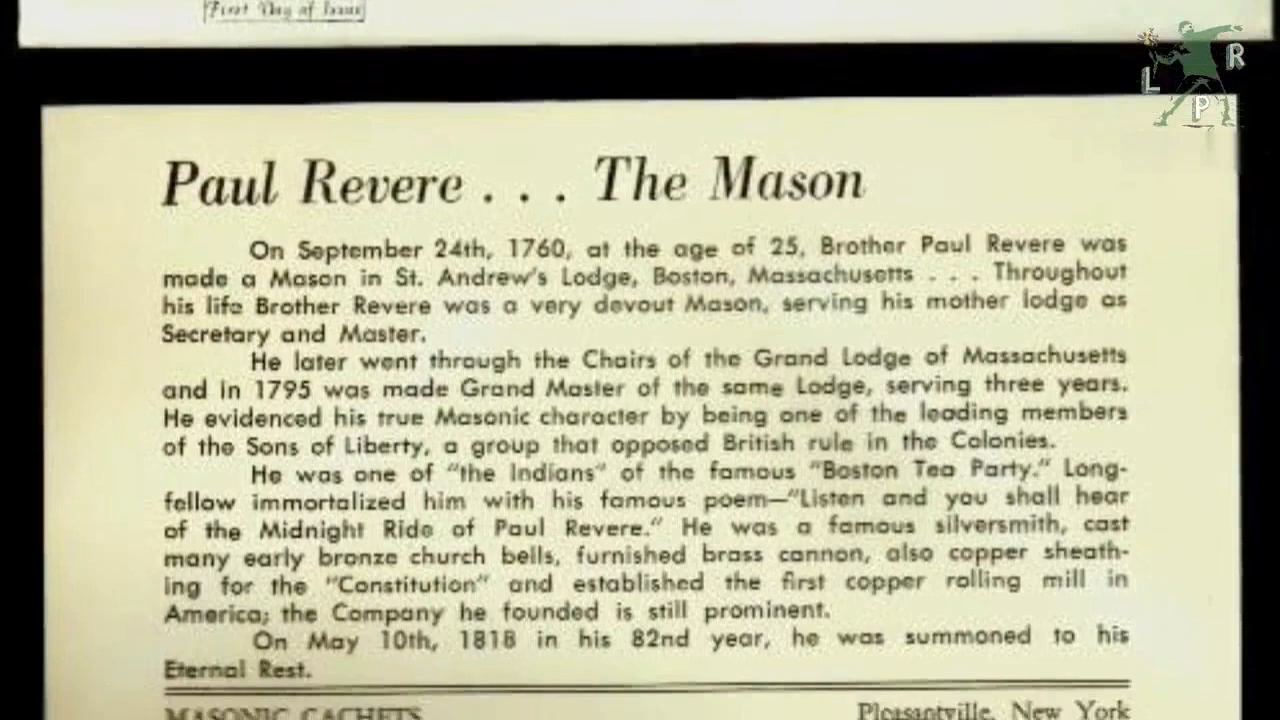 First Day of Issue
L R
P
Paul Revere . . . The Mason
On September 24th, 1760, at the age of 25, Brother Paul Revere was
made a Mason in St. Andrew's Lodge, Boston, Massachusetts . . . Throughout
his life Brother Revere was a very devout Mason, serving his mother lodge as
Secretary and Master.
He later went through the Chairs of the Grand Lodge of Massachusetts
and in 1795 was made Grand Master of the same Lodge, serving three years.
He evidenced his true Masonic character by being one of the leading members
of the Sons of Liberty, a group that opposed British rule in the Colonies.
He was one of "the Indians" of the famous "Boston Tea Party." Long-
fellow immortalized him with his famous poem—"Listen and you shall hear
of the Midnight Ride of Paul Revere." He was a famous silversmith, cast
many early bronze church bells, furnished brass cannon, also copper sheath-
ing for the "Constitution" and established the first copper rolling mill in
America; the Company he founded is still prominent.
On May 10th, 1818 in his 82nd year, he was summoned to his
Eternal Rest.
MASONIC CACHETS Pleasantville, New York